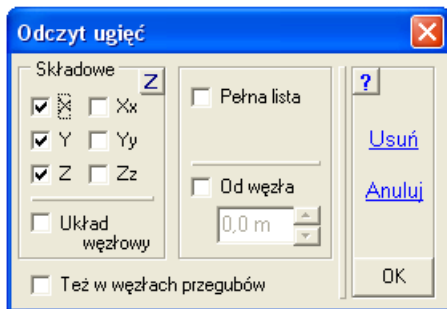 Odczyt ugięć
Składowe
Z
X Xx
Y Yy
Z Zz
Układ
węzłowy
Pełna lista
Od węzła
0,0 m
Też w węzłach przegubów
?
Usuń
Anuluj
OK